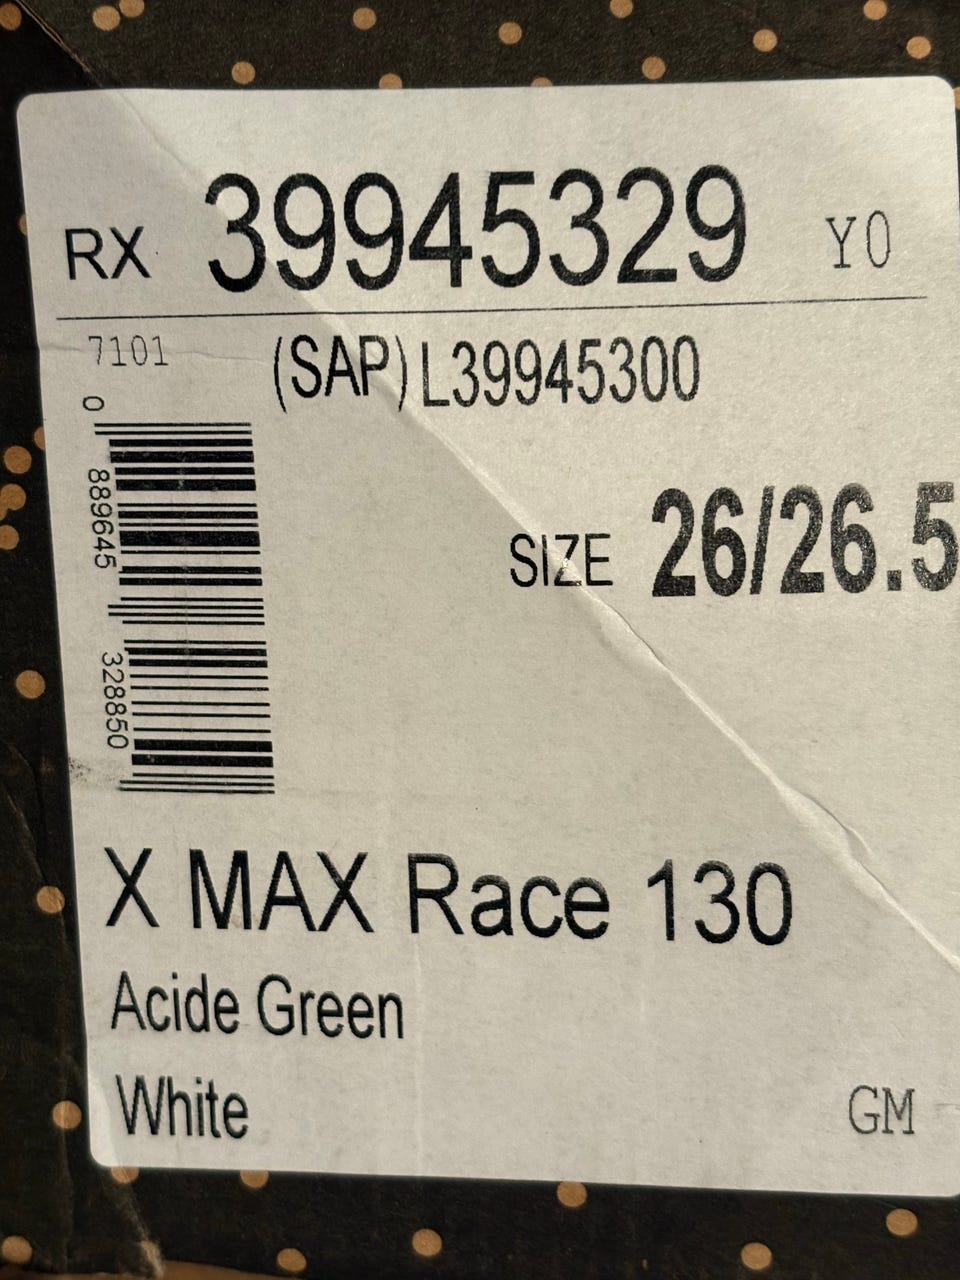 RX 39945329 Y0
7101 (SAP) L39945300
0 889645 328850
SIZE 26/26.5
X MAX Race 130
Acide Green
White GM